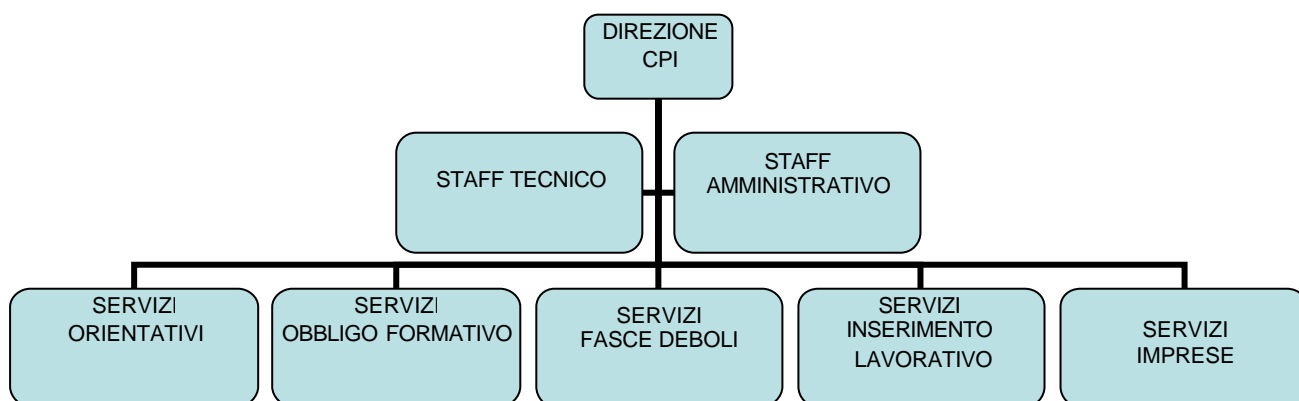 DIREZIONE
CPI
STAFF TECNICO
STAFF
AMMINISTRATIVO
SERVIZI
ORIENTATIVI
SERVIZI
OBBLIGO FORMATIVO
SERVIZI
FASCE DEBOLI
SERVIZI
INSERIMENTO
LAVORATIVO
SERVIZI
IMPRESE